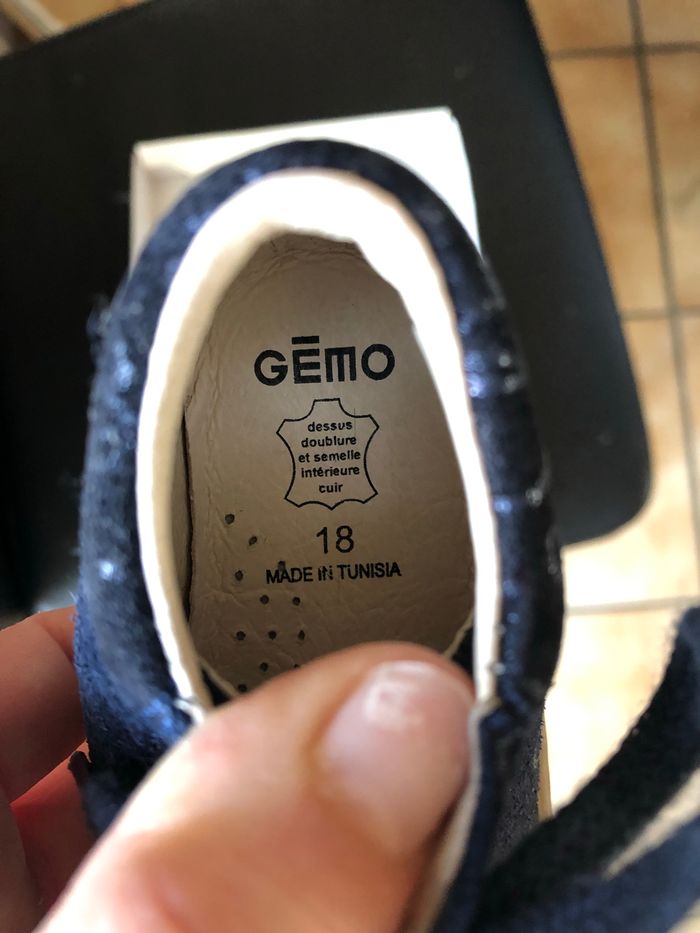 GĒMO
dessus
doublure
et semelle
intérieure
cuir
18
MADE IN TUNISIA